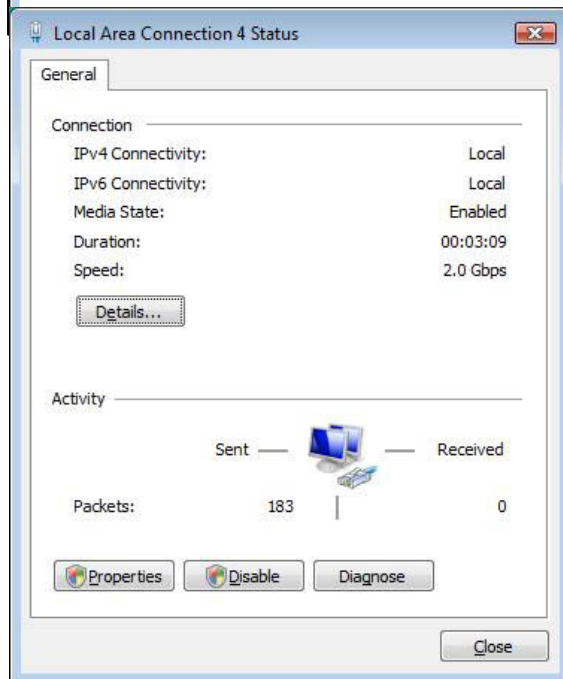 Local Area Connection 4 Status
General
Connection
IPv4 Connectivity: Local
IPv6 Connectivity: Local
Media State: Enabled
Duration: 00:03:09
Speed: 2.0 Gbps
Details...
Activity
Sent Received
Packets: 183 0
Properties Disable Diagnose
Close